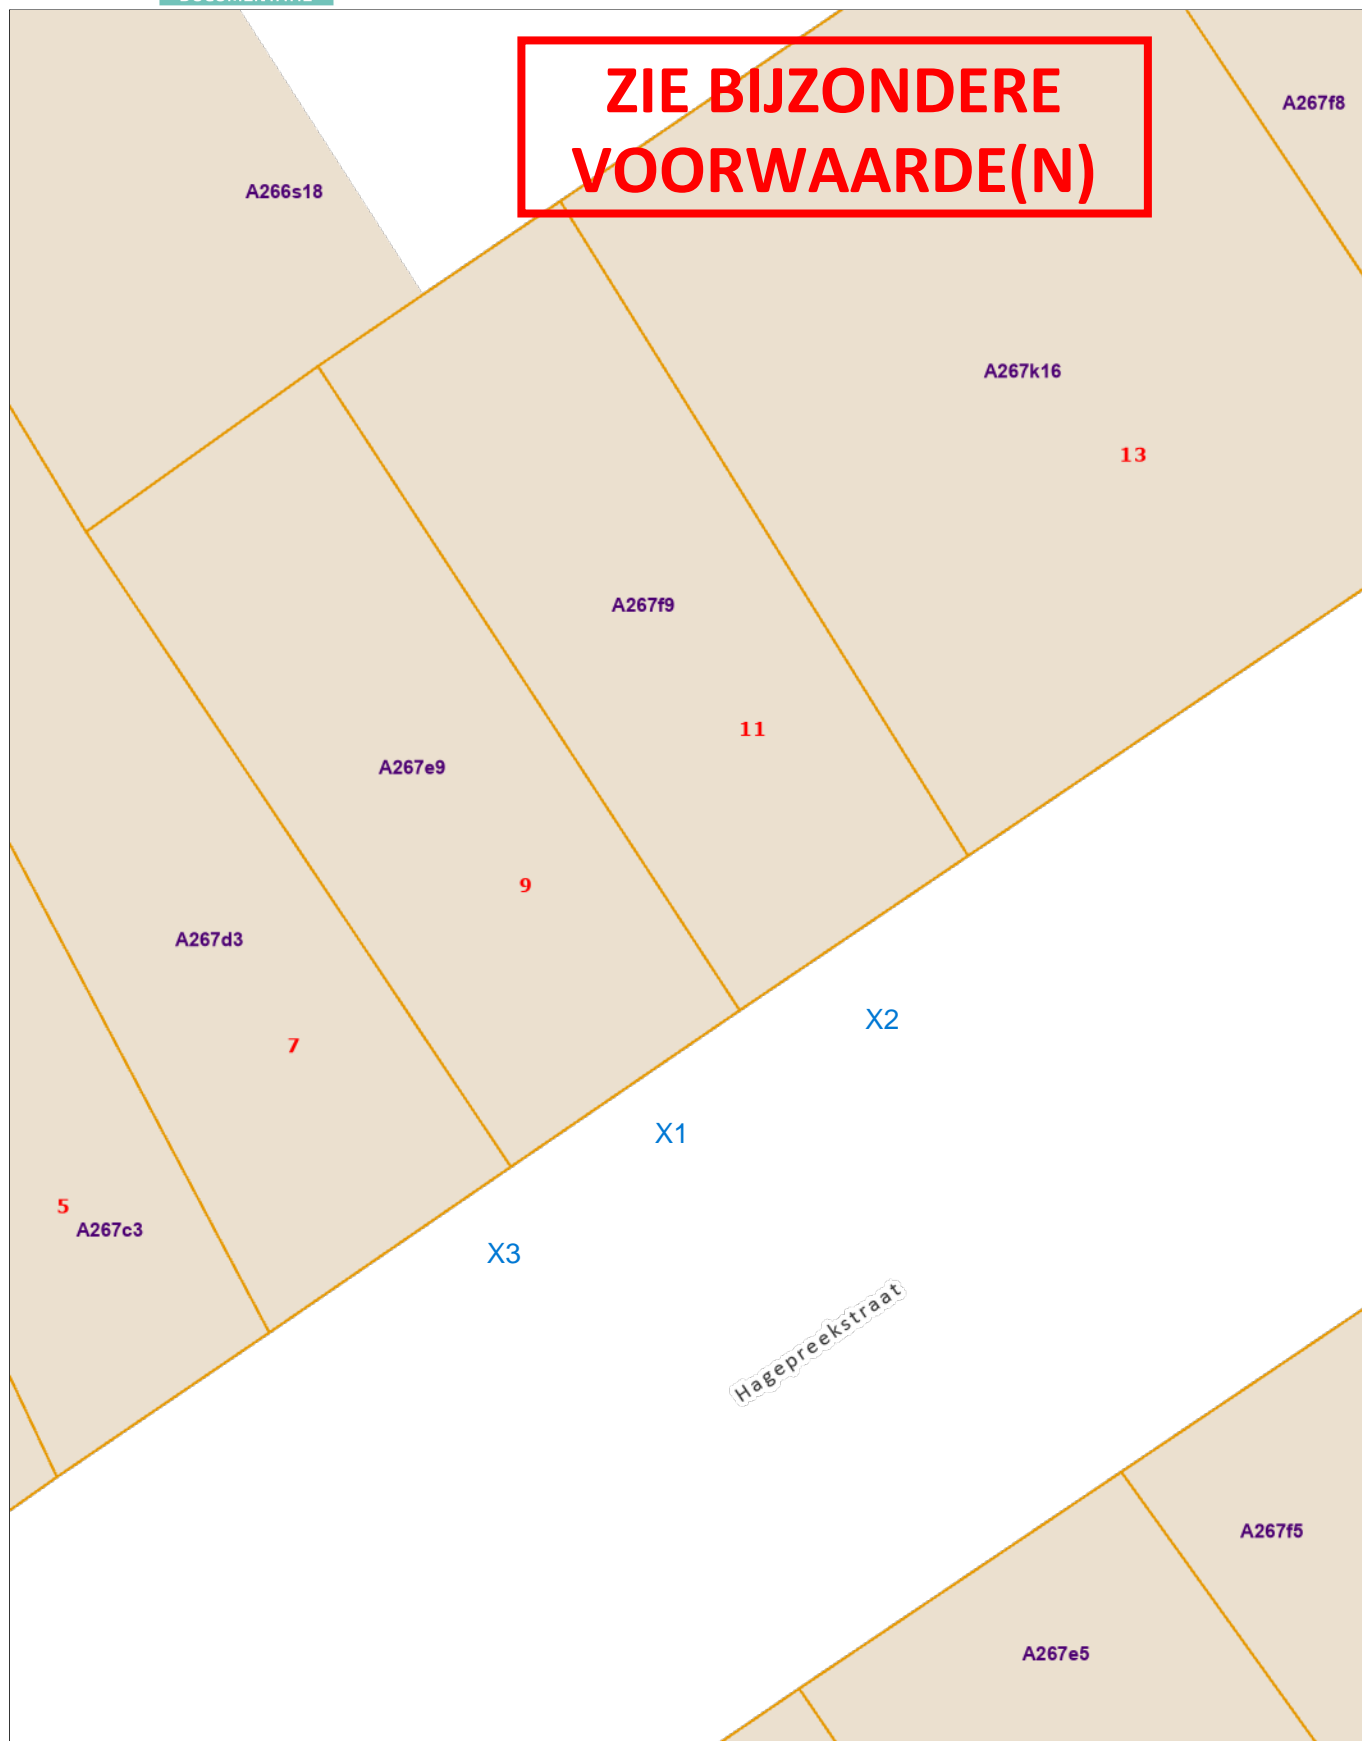 ZIE BIJZONDERE
VOORWAARDE(N)
A267f8
A266s18
A267k16
13
A267f9
11
A267e9
9
A267d3
7
X2
X1
5
A267c3
X3
Hagepreekstraat
A267f5
A267e5